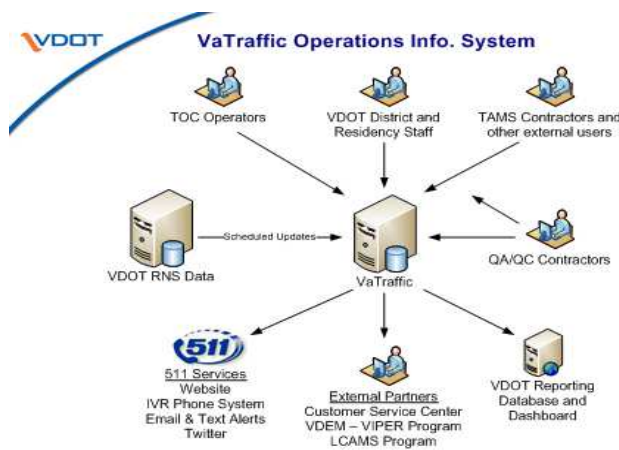 VDOT
VaTraffic Operations Info. System
TOC Operators
VDOT District and
Residency Staff
TAMS Contractors and
other external users
VDOT RNS Data
Scheduled Updates
VaTraffic
QA/QC Contractors
511
511 Services
Website
IVR Phone System
Email & Text Alerts
Twitter
External Partners
Customer Service Center
VDEM – VIPER Program
LCAMS Program
VDOT Reporting
Database and
Dashboard